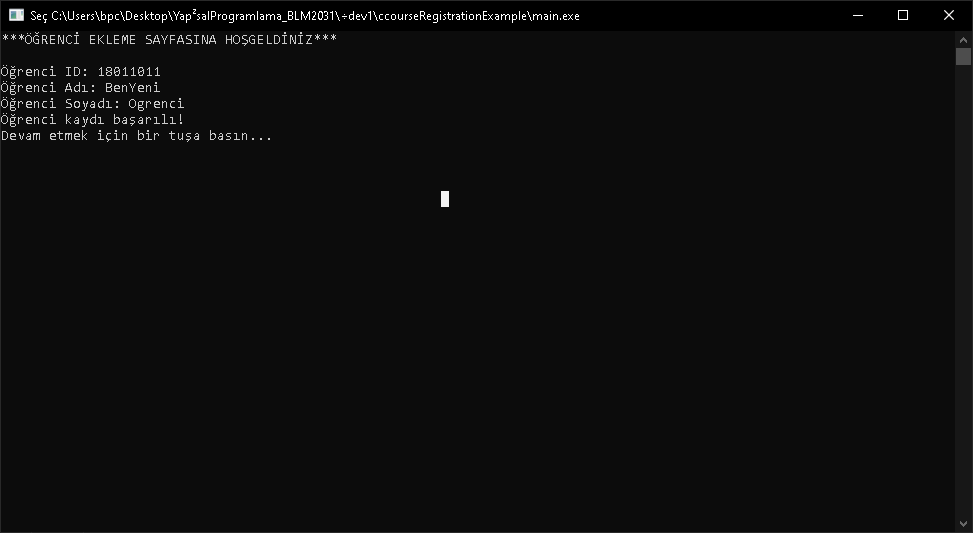 Seç C:\Users\bpc\Desktop\Yap²salProgramlama_BLM2031\÷dev1\ccourseRegistrationExample\main.exe
***ÖĞRENCİ EKLEME SAYFASINA HOŞGELDİNİZ***
Öğrenci ID: 18011011
Öğrenci Adı: BenYeni
Öğrenci Soyadı: Ogrenci
Öğrenci kaydı başarılı!
Devam etmek için bir tuşa basın...